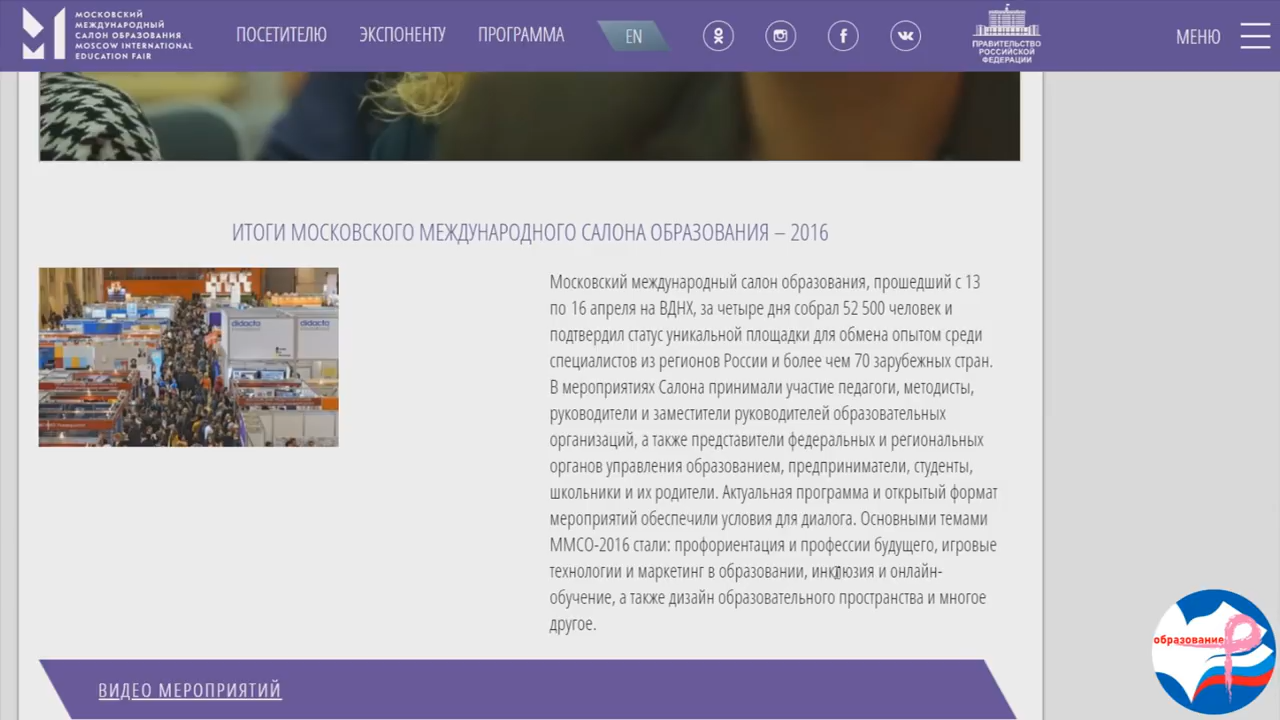 МОСКОВСКИЙ
МЕЖДУНАРОДНЫЙ
САЛОН ОБРАЗОВАНИЯ
MOSCOW INTERNATIONAL
EDUCATION FAIR
ПОСЕТИТЕЛЮ
ЭКСПОНЕНТУ
ПРОГРАММА
EN
ПРАВИТЕЛЬСТВО
РОССИЙСКОЙ
ФЕДЕРАЦИИ
МЕНЮ
ИТОГИ МОСКОВСКОГО МЕЖДУНАРОДНОГО САЛОНА ОБРАЗОВАНИЯ – 2016
didacta
didacta
Московский международный салон образования, прошедший с 13
по 16 апреля на ВДНХ, за четыре дня собрал 52 500 человек и
подтвердил статус уникальной площадки для обмена опытом среди
специалистов из регионов России и более чем 70 зарубежных стран.
В мероприятиях Салона принимали участие педагоги, методисты,
руководители и заместители руководителей образовательных
организаций, а также представители федеральных и региональных
органов управления образованием, предприниматели, студенты,
школьники и их родители. Актуальная программа и открытый формат
мероприятий обеспечили условия для диалога. Основными темами
ММСО-2016 стали: профориентация и профессии будущего, игровые
технологии и маркетинг в образовании, инклюзия и онлайн-
обучение, а также дизайн образовательного пространства и многое
другое.
образование
ВИДЕО МЕРОПРИЯТИЙ